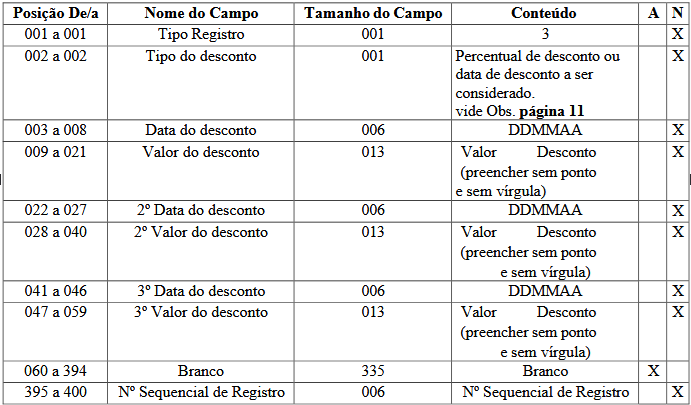 Posição De/a Nome do Campo Tamanho do Campo Conteúdo A N
001 a 001 Tipo Registro 001 3 X
002 a 002 Tipo do desconto 001 Percentual de desconto ou X
data de desconto a ser
considerado.
vide Obs. página 11
003 a 008 Data do desconto 006 DDMMAA X
009 a 021 Valor do desconto 013 Valor Desconto X
(preencher sem ponto
e sem vírgula)
022 a 027 2º Data do desconto 006 DDMMAA X
028 a 040 2º Valor do desconto 013 Valor Desconto X
(preencher sem ponto
e sem vírgula)
041 a 046 3º Data do desconto 006 DDMMAA X
047 a 059 3º Valor do desconto 013 Valor Desconto X
(preencher sem ponto
e sem vírgula)
060 a 394 Branco 335 Branco X
395 a 400 Nº Sequencial de Registro 006 Nº Sequencial de Registro X